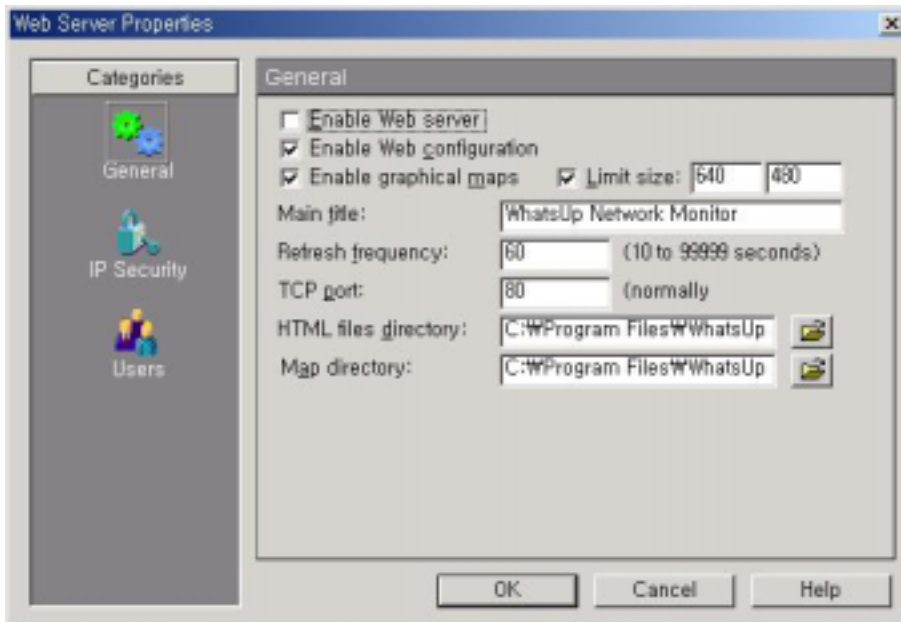 Web Server Properties
Categories
General
IP Security
Users
General
Enable Web server
Enable Web configuration
Enable graphical maps Limit size: 640 480
Main title: WhatsUp Network Monitor
Refresh frequency: 60 (10 to 99999 seconds)
TCP port: 80 (normally
HTML files directory: C:₩Program Files₩WhatsUp
Map directory: C:₩Program Files₩WhatsUp
OK Cancel Help